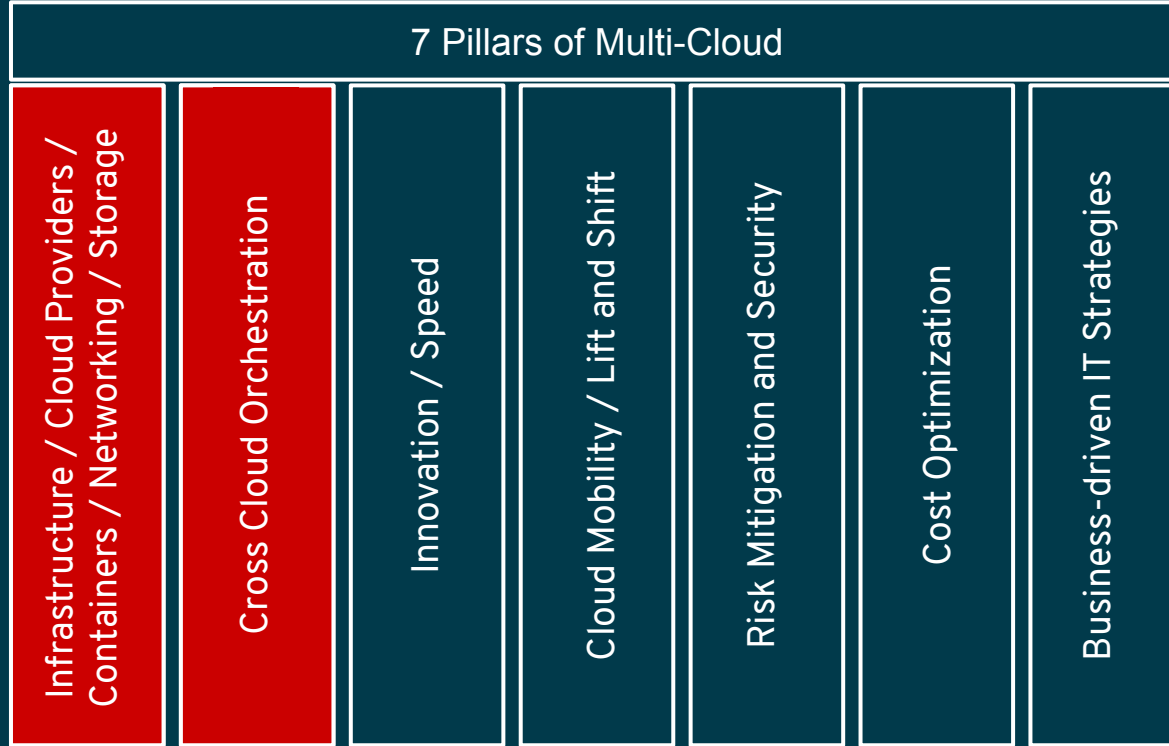 7 Pillars of Multi-Cloud
Infrastructure / Cloud Providers /
Containers / Networking / Storage
Cross Cloud Orchestration
Innovation / Speed
Cloud Mobility / Lift and Shift
Risk Mitigation and Security
Cost Optimization
Business-driven IT Strategies